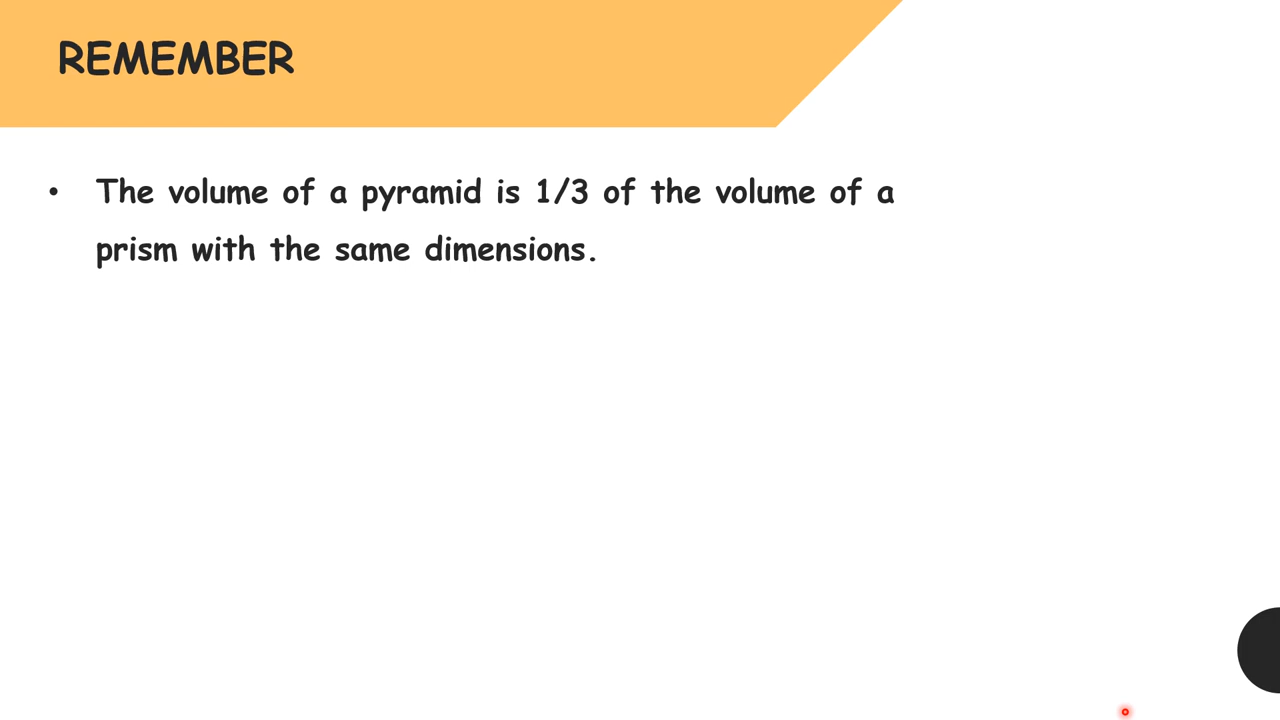 REMEMBER
• The volume of a pyramid is 1/3 of the volume of a
prism with the same dimensions.